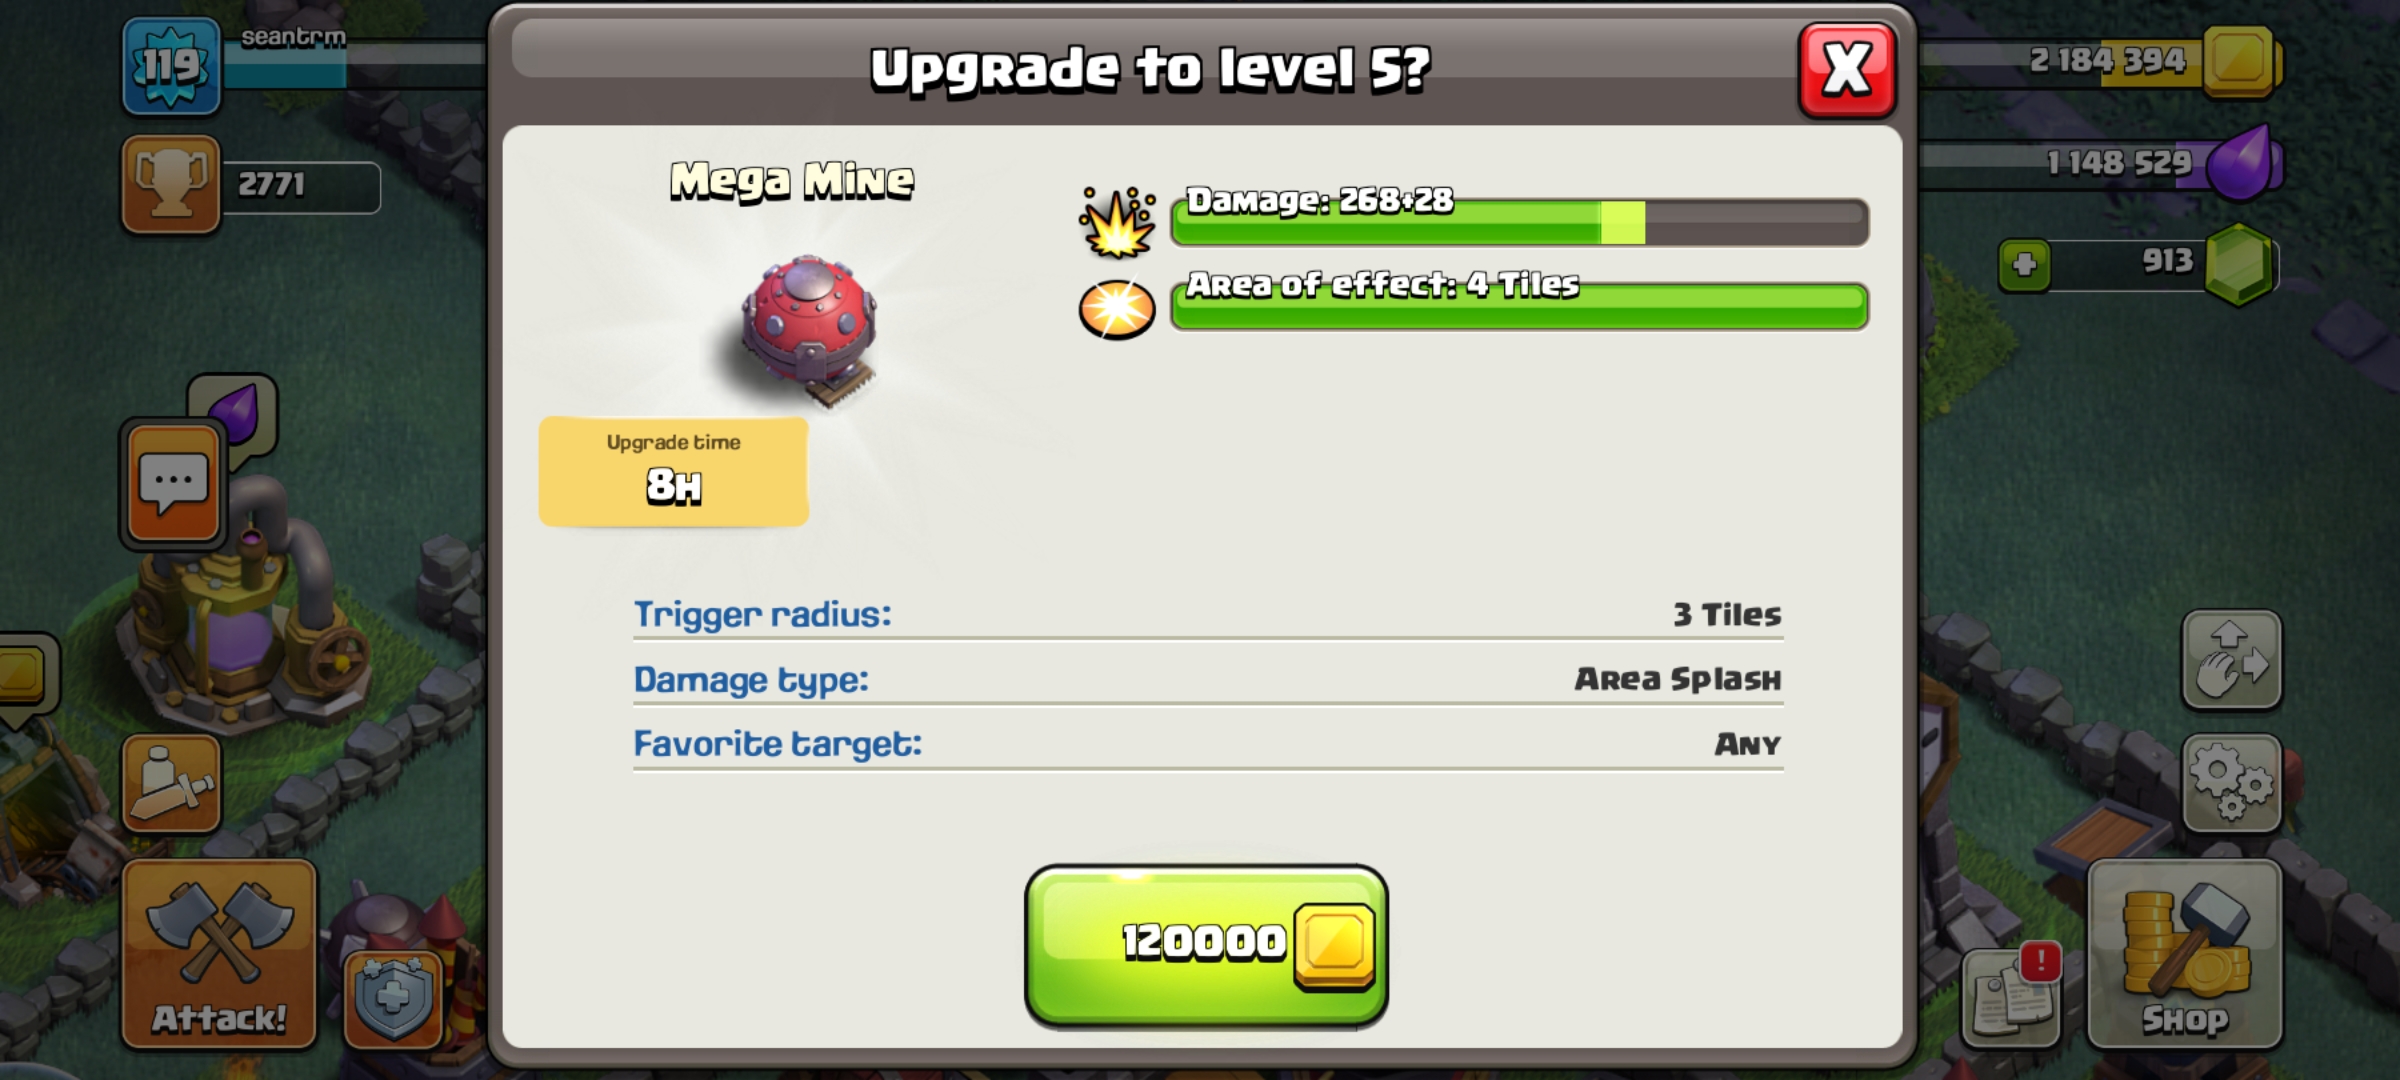 119
seantrm
2771
Upgrade to level 5?
X
2 184 394
1 148 529
913
Mega Mine
Damage: 268+28
Area of effect: 4 Tiles
Upgrade time
8H
Trigger radius: 3 Tiles
Damage type: Area Splash
Favorite target: Any
120000
Attack!
!
Shop